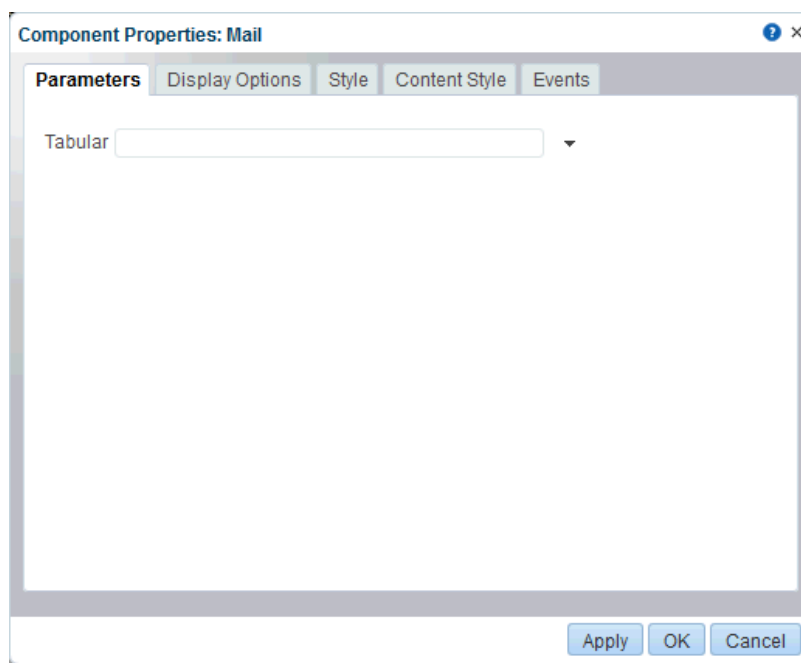 Component Properties: Mail
Parameters Display Options Style Content Style Events
Tabular
Apply OK Cancel